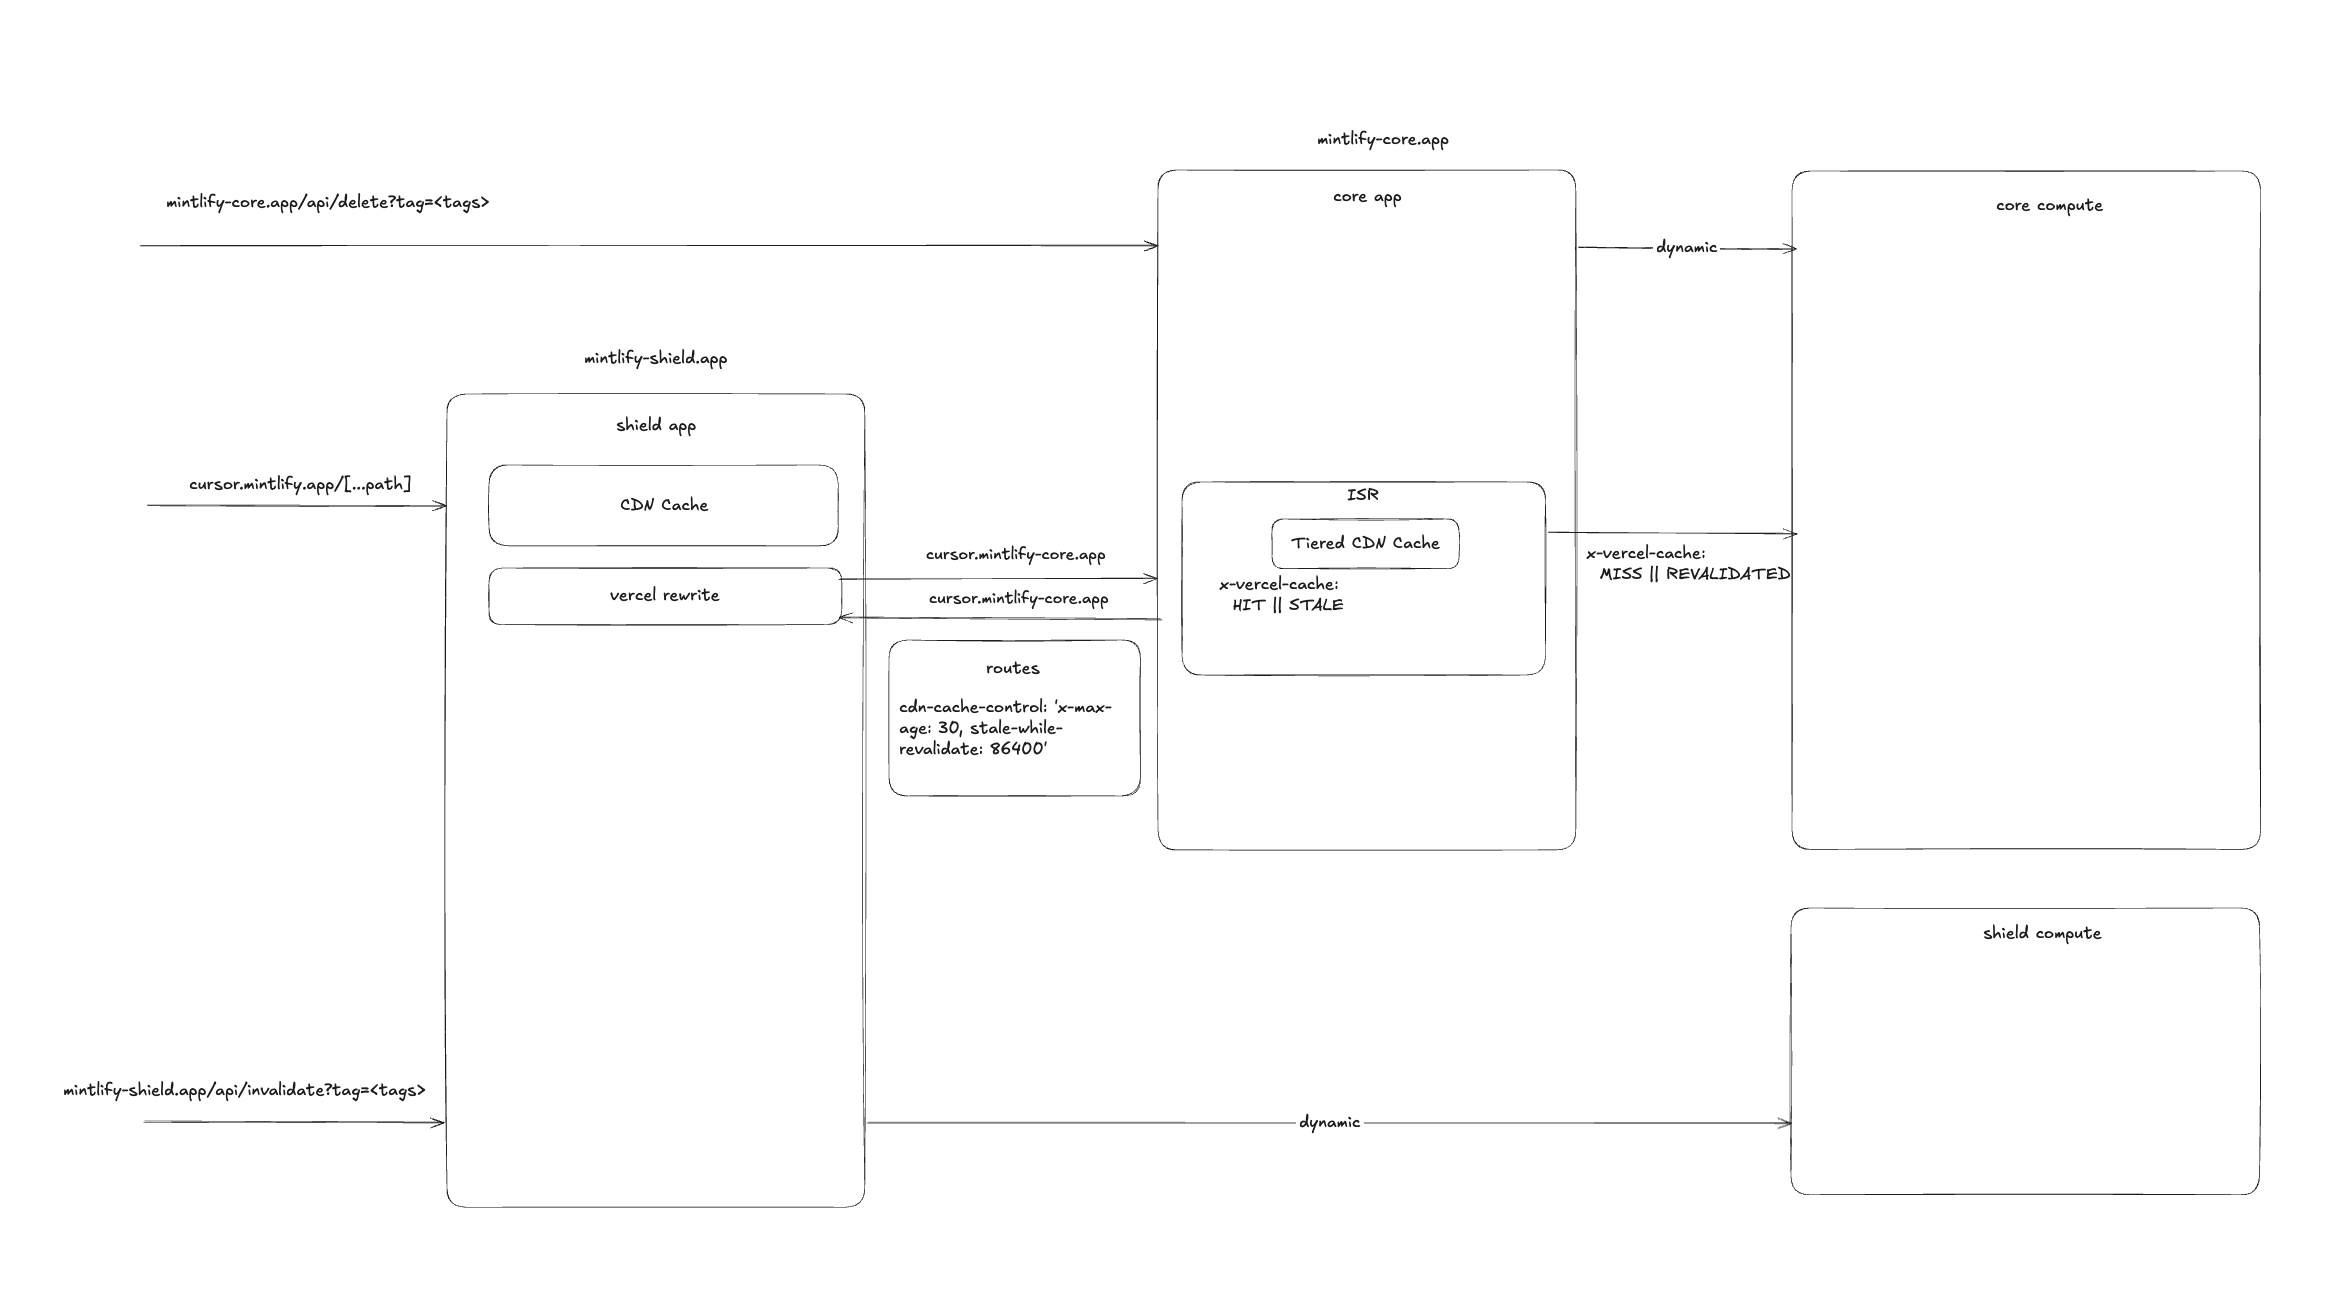 mintlify-core.app
core app
mintlify-core.app/api/delete?tag=<tags>
core compute
dynamic
mintlify-shield.app
shield app
cursor.mintlify.app/[...path]
CDN Cache
ISR
Tiered CDN Cache
cursor.mintlify-core.app
x-vercel-cache:
MISS || REVALIDATED
x-vercel-cache:
HIT || STALE
vercel rewrite
cursor.mintlify-core.app
routes
cdn-cache-control: 'x-max-
age: 30, stale-while-
revalidate: 86400'
shield compute
mintlify-shield.app/api/invalidate?tag=<tags>
dynamic